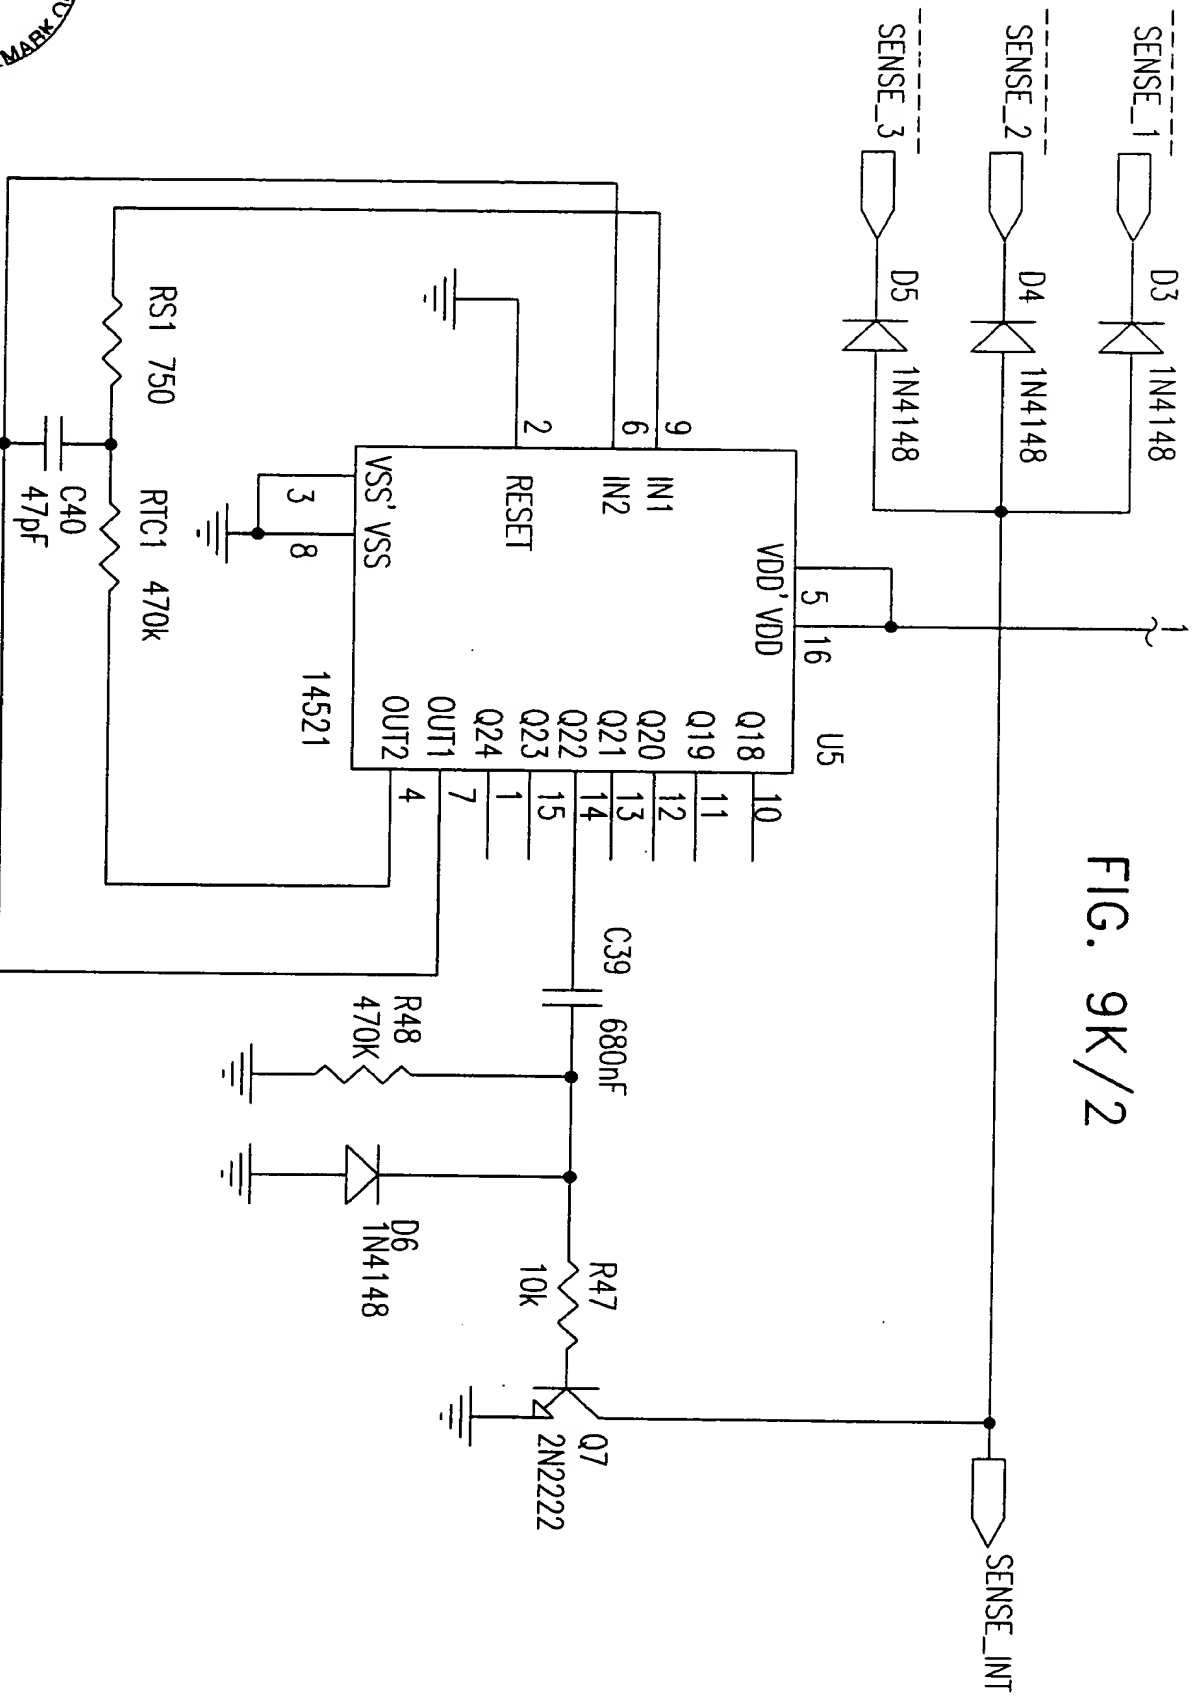 FIG. 9K/2
SENSE_1
D3
1N4148
SENSE_2
D4
1N4148
SENSE_3
D5
1N4148
1
SENSE_INT
U5
5
16
VDD' VDD
9
IN1
6
IN2
2
RESET
Q18
10
Q19
11
Q20
12
Q21
13
Q22
14
Q23
15
Q24
1
OUT1
7
OUT2
4
VSS' VSS
3
8
14521
C39
680nF
R48
470K
D6
1N4148
R47
10k
Q7
2N2222
RS1 750
RTC1 470k
C40
47pF
MARK